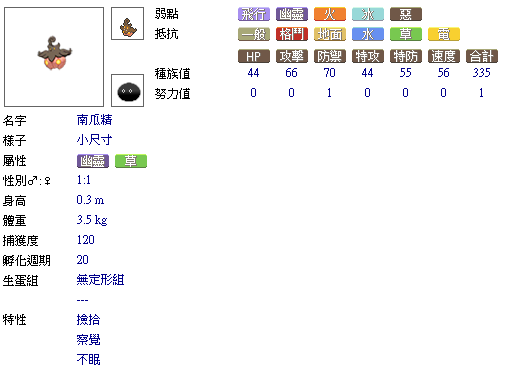 弱點 飛行 幽靈 火 冰 惡
抵抗 一般 格鬥 地面 水 草 電
HP 攻擊 防禦 特攻 特防 速度 合計
種族值 44 66 70 44 55 56 335
努力值 0 0 1 0 0 0 1
名字 南瓜精
樣子 小尺寸
屬性 幽靈 草
性別♂:♀ 1:1
身高 0.3 m
體重 3.5 kg
捕獲度 120
孵化週期 20
生蛋組 無定形組
---
特性 撿拾
察覺
不眠